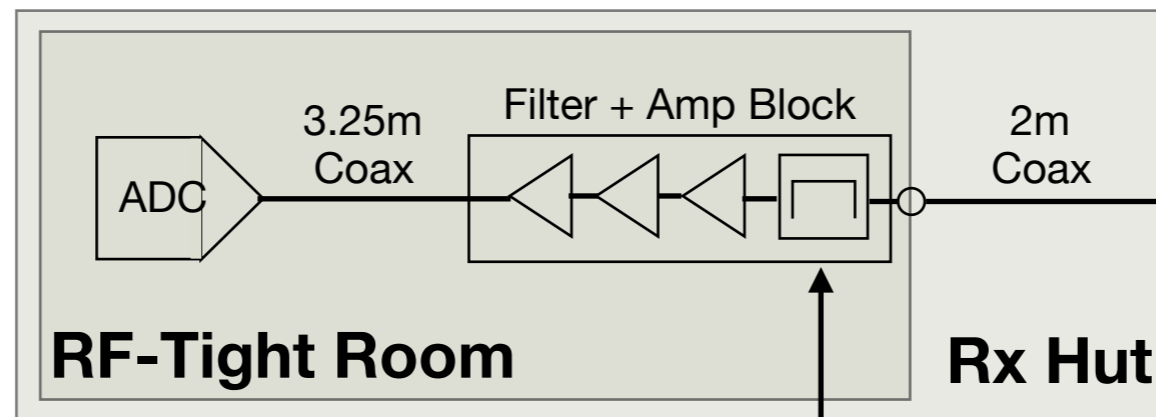 Filter + Amp Block
3.25m
Coax
2m
Coax
ADC
RF-Tight Room
Rx Hut